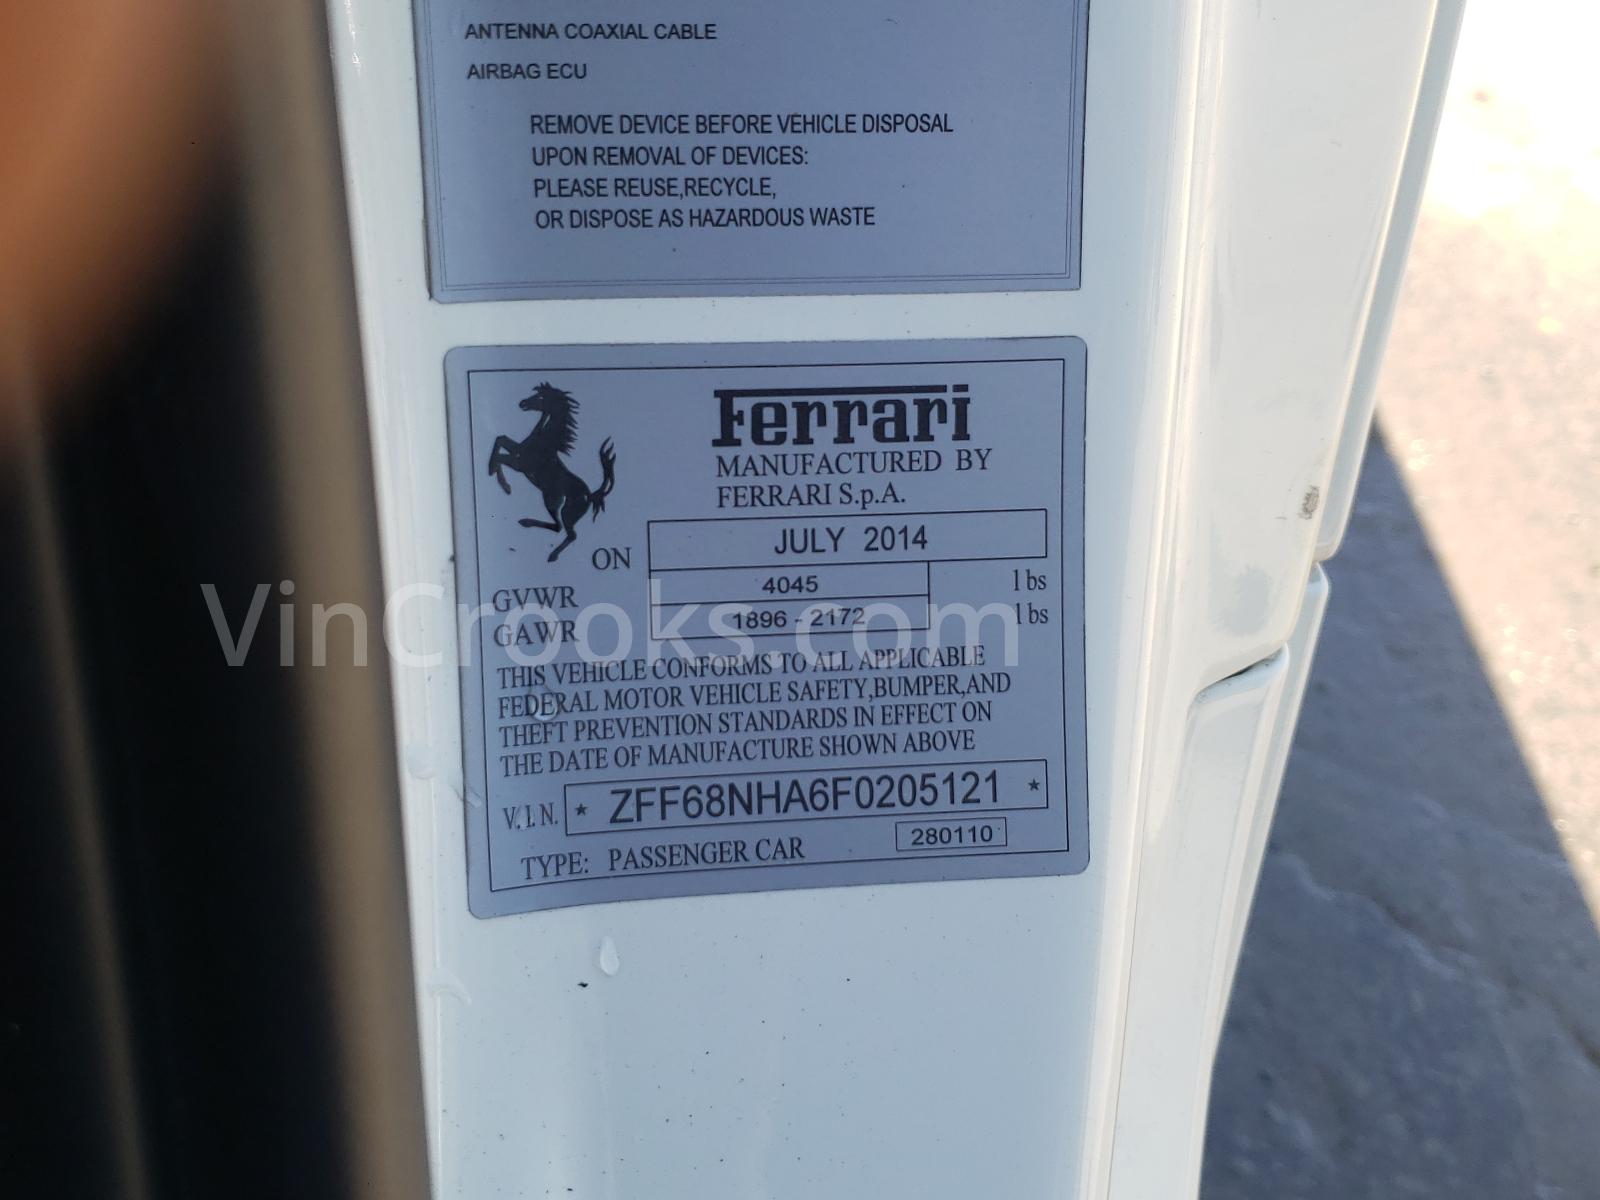 ANTENNA COAXIAL CABLE
AIRBAG ECU
REMOVE DEVICE BEFORE VEHICLE DISPOSAL
UPON REMOVAL OF DEVICES:
PLEASE REUSE,RECYCLE,
OR DISPOSE AS HAZARDOUS WASTE
Ferrari
MANUFACTURED BY
FERRARI S.p.A.
ON JULY 2014
GVWR 4045 lbs
GAWR 1896 - 2172 lbs
VinCrooks.com
THIS VEHICLE CONFORMS TO ALL APPLICABLE
FEDERAL MOTOR VEHICLE SAFETY,BUMPER,AND
THEFT PREVENTION STANDARDS IN EFFECT ON
THE DATE OF MANUFACTURE SHOWN ABOVE
V.I.N. * ZFF68NHA6F0205121 *
TYPE: PASSENGER CAR 280110